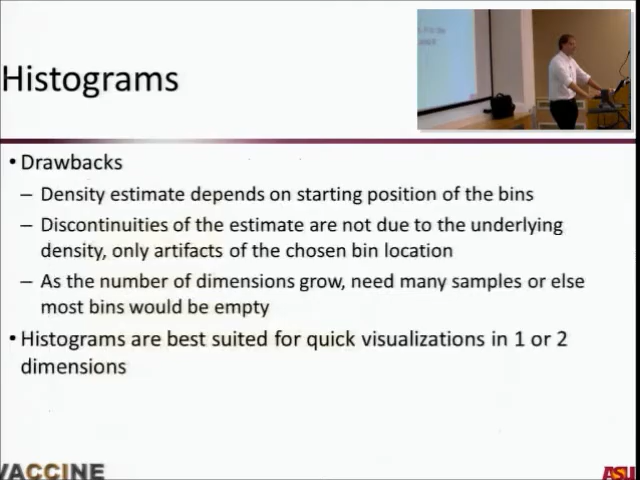 Histograms
• Drawbacks
– Density estimate depends on starting position of the bins
– Discontinuities of the estimate are not due to the underlying
density, only artifacts of the chosen bin location
– As the number of dimensions grow, need many samples or else
most bins would be empty
• Histograms are best suited for quick visualizations in 1 or 2
dimensions
VACCINE
ASU